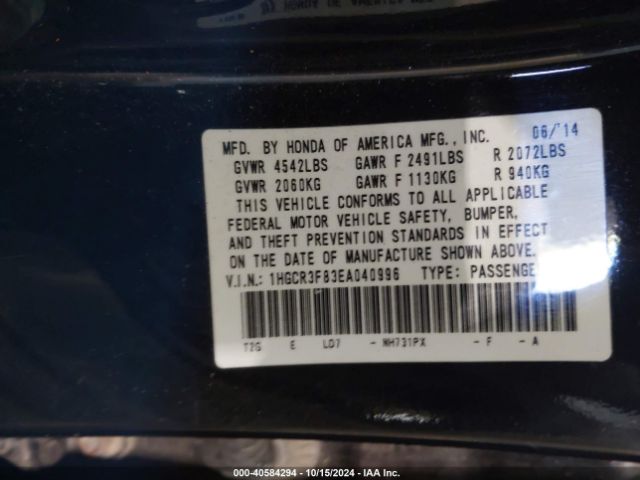 MFD. BY HONDA OF AMERICA MFG., INC. 06/'14
GVWR 4542LBS GAWR F 2491LBS R 2072LBS
GVWR 2060KG GAWR F 1130KG R 940KG
THIS VEHICLE CONFORMS TO ALL APPLICABLE
FEDERAL MOTOR VEHICLE SAFETY, BUMPER,
AND THEFT PREVENTION STANDARDS IN EFFECT
ON THE DATE OF MANUFACTURE SHOWN ABOVE.
V.I.N.: 1HGCR3F83EA040996 TYPE: PASSENGE
T2G E LD7 - NH731PX - F - A
000-40584294 - 10/15/2024 - IAA Inc.